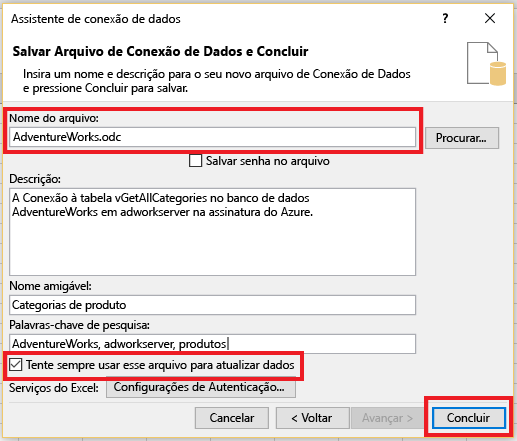 Assistente de conexão de dados
?
Salvar Arquivo de Conexão de Dados e Concluir
Insira um nome e descrição para o seu novo arquivo de Conexão de Dados
e pressione Concluir para salvar.
Nome do arquivo:
AdventureWorks.odc
Procurar...
Salvar senha no arquivo
Descrição:
A Conexão à tabela vGetAllCategories no banco de dados
AdventureWorks em adworkserver na assinatura do Azure.
Nome amigável:
Categorias de produto
Palavras-chave de pesquisa:
AdventureWorks, adworkserver, produtos
Tente sempre usar esse arquivo para atualizar dados
Serviços do Excel: Configurações de Autenticação...
Cancelar < Voltar Avançar > Concluir